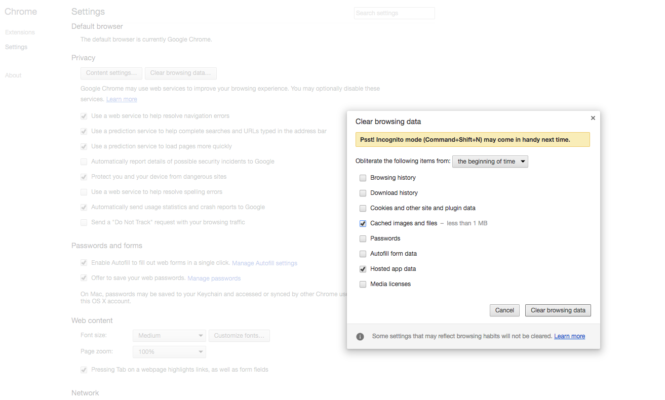 Chrome
Settings
Search settings
Extensions
Settings
About
Default browser
The default browser is currently Google Chrome.
Privacy
Content settings...
Clear browsing data...
Google Chrome may use web services to improve your browsing experience. You may optionally disable these
services. Learn more
Use a web service to help resolve navigation errors
Use a prediction service to help complete searches and URLs typed in the address bar
Use a prediction service to load pages more quickly
Automatically report details of possible security incidents to Google
Protect you and your device from dangerous sites
Use a web service to help resolve spelling errors
Automatically send usage statistics and crash reports to Google
Send a "Do Not Track" request with your browsing traffic
Passwords and forms
Enable Autofill to fill out web forms in a single click. Manage Autofill settings
Offer to save your web passwords. Manage passwords
On Mac, passwords may be saved to your Keychain and accessed or synced by other Chrome
this OS X account.
Web content
Font size:
Medium
Customize fonts...
Page zoom:
100%
Pressing Tab on a webpage highlights links, as well as form fields
Network
Clear browsing data
Psst! Incognito mode (Command+Shift+N) may come in handy next time.
Obliterate the following items from: the beginning of time
Browsing history
Download history
Cookies and other site and plugin data
Cached images and files – less than 1 MB
Passwords
Autofill form data
Hosted app data
Media licenses
Cancel
Clear browsing data
Some settings that may reflect browsing habits will not be cleared. Learn more